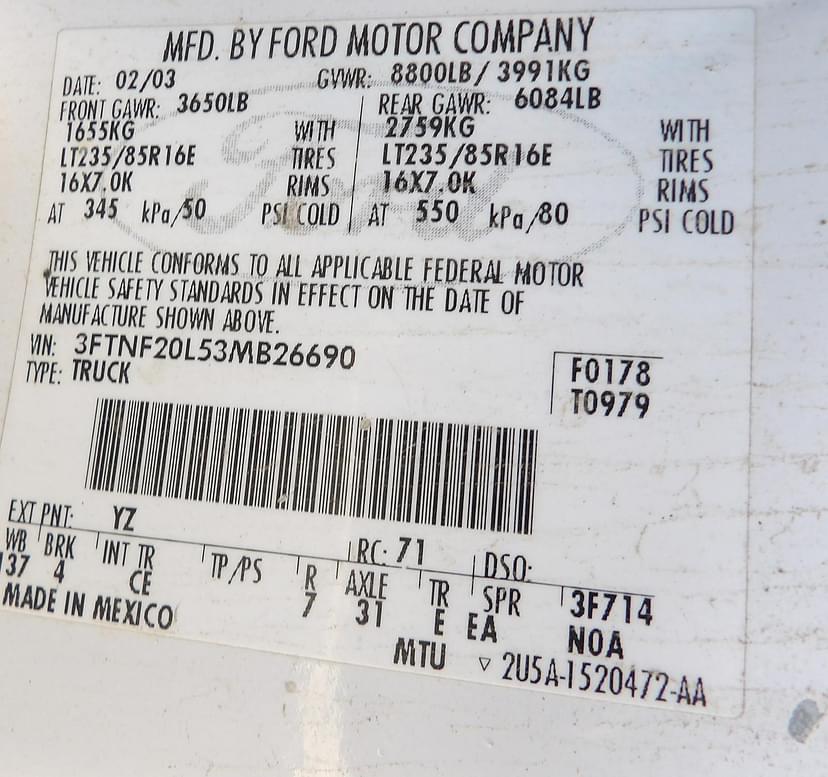 MFD. BY FORD MOTOR COMPANY
DATE: 02/03 GVWR: 8800LB/ 3991KG
FRONT GAWR: 3650LB REAR GAWR: 6084LB
1655KG WITH 2759KG WITH
LT235/85R16E TIRES LT235/85R16E TIRES
16X7.0K RIMS 16X7.0K RIMS
AT 345 kPa/50 PSI COLD AT 550 kPa/80 PSI COLD
THIS VEHICLE CONFORMS TO ALL APPLICABLE FEDERAL MOTOR
VEHICLE SAFETY STANDARDS IN EFFECT ON THE DATE OF
MANUFACTURE SHOWN ABOVE.
VIN: 3FTNF20L53MB26690
TYPE: TRUCK
F0178
T0979
EXT PNT: YZ RC: 71 DSO:
WB BRK INT TR TP/PS R AXLE TR SPR 3F714
137 4 CE 7 31 E EA N0A
MADE IN MEXICO MTU ▽ 2U5A-1520472-AA
Ford